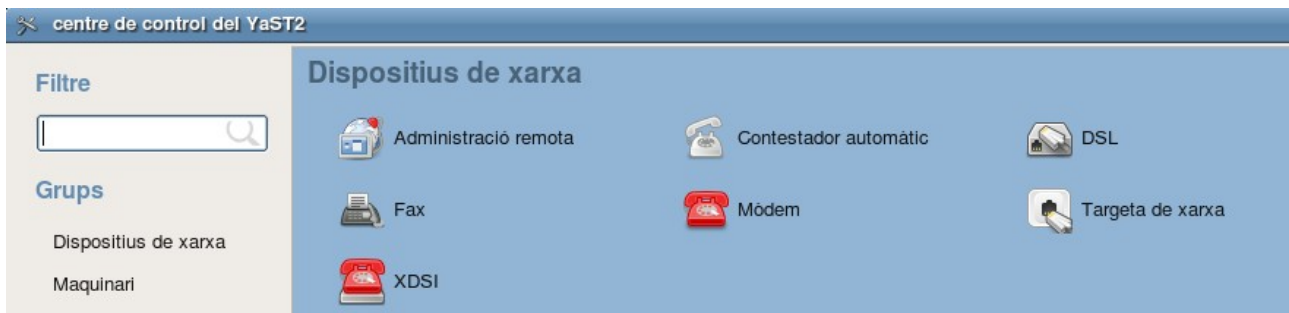 centre de control del YaST2
Filtre
Grups
Dispositius de xarxa
Maquinari
Dispositius de xarxa
Administració remota
Contestador automàtic
DSL
Fax
Mòdem
Targeta de xarxa
XDSI